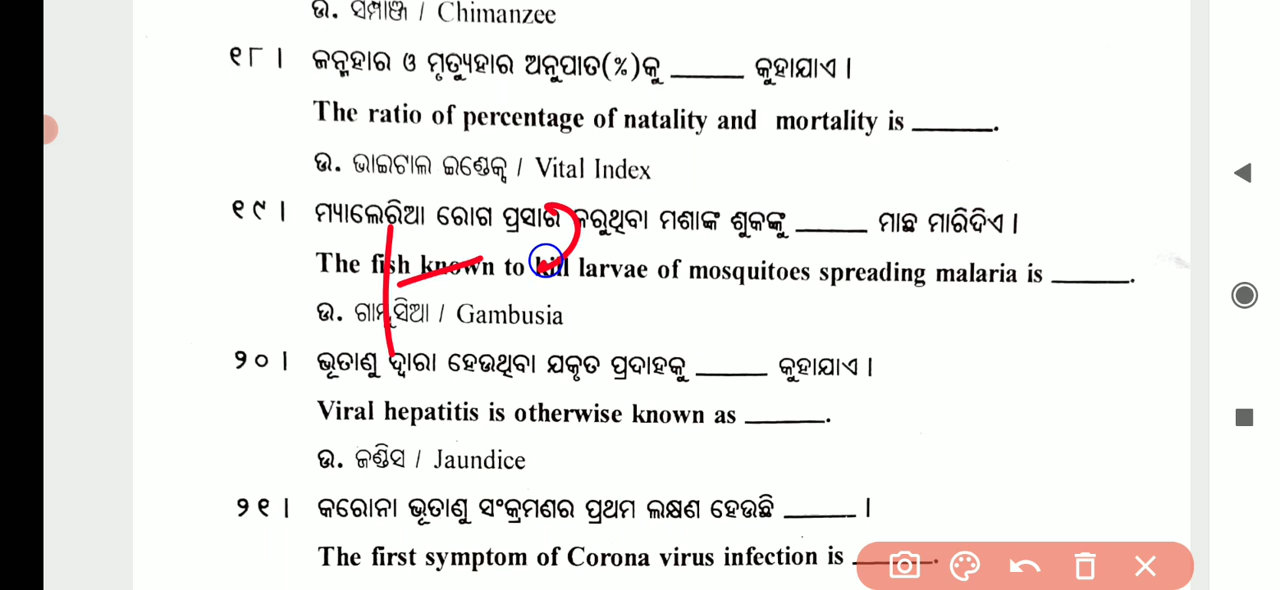 ଉ. ସିମ୍ପାଞ୍ଜି / Chimanzee
୧୮ । ଜନ୍ମହାର ଓ ମୃତ୍ୟୁହାର ଅନୁପାତ(%)କୁ ______ କୁହାଯାଏ ।
The ratio of percentage of natality and mortality is ______.
ଉ. ଭାଇଟାଲ ଇଣ୍ଡେକ୍ସ / Vital Index
୧୯ । ମ୍ୟାଲେରିଆ ରୋଗ ପ୍ରସାର କରୁଥିବା ମଶାଙ୍କ ଶୁକଙ୍କୁ ______ ମାଛ ମାରିଦିଏ ।
The fish known to kill larvae of mosquitoes spreading malaria is ______.
ଉ. ଗାମ୍ବୁସିଆ / Gambusia
୨୦ । ଭୂତାଣୁ ଦ୍ୱାରା ହେଉଥିବା ଯକୃତ ପ୍ରଦାହକୁ ______ କୁହାଯାଏ ।
Viral hepatitis is otherwise known as ______.
ଉ. ଜଣ୍ଡିସ / Jaundice
୨୧ । କରୋନା ଭୂତାଣୁ ସଂକ୍ରମଣର ପ୍ରଥମ ଲକ୍ଷଣ ହେଉଛି ______ ।
The first symptom of Corona virus infection is ______.